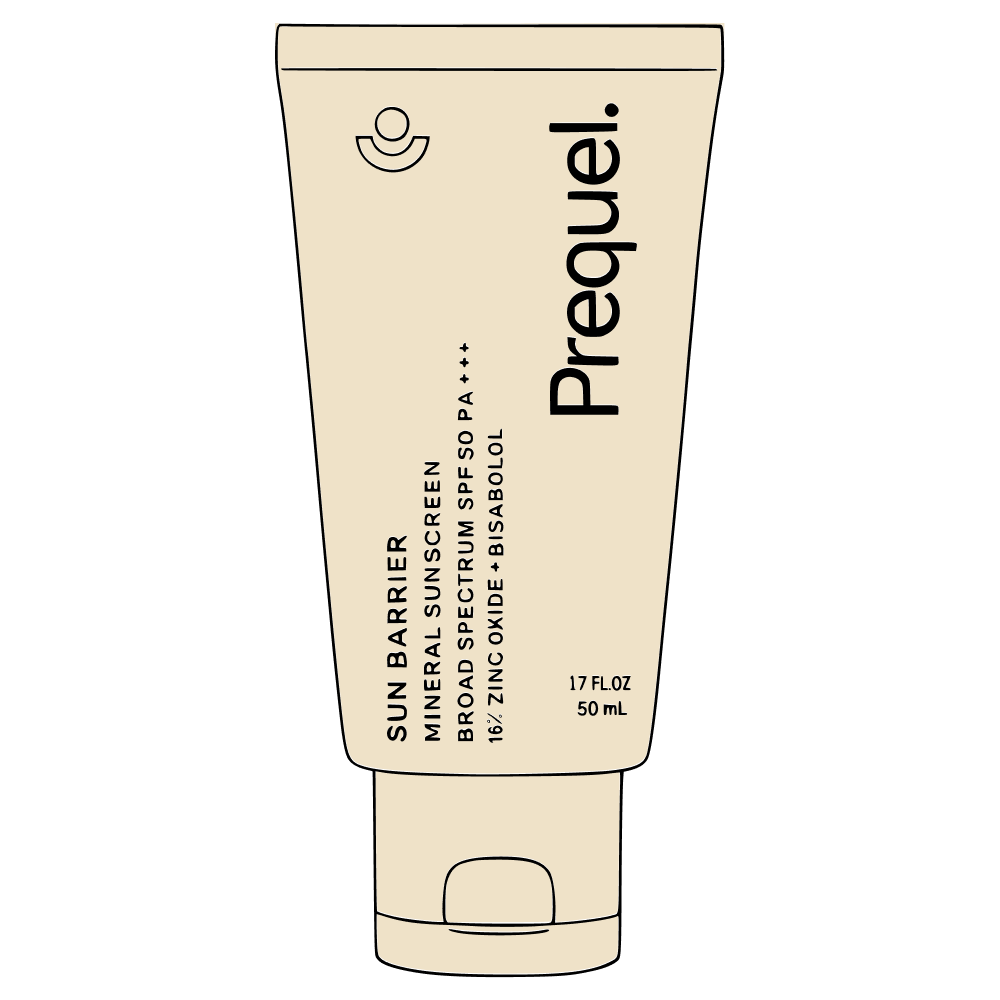 Prequel.
SUN BARRIER
MINERAL SUNSCREEN
BROAD SPECTRUM SPF 50 PA +++
16% ZINC OXIDE + BISABOLOL
17 FL.OZ
50 mL